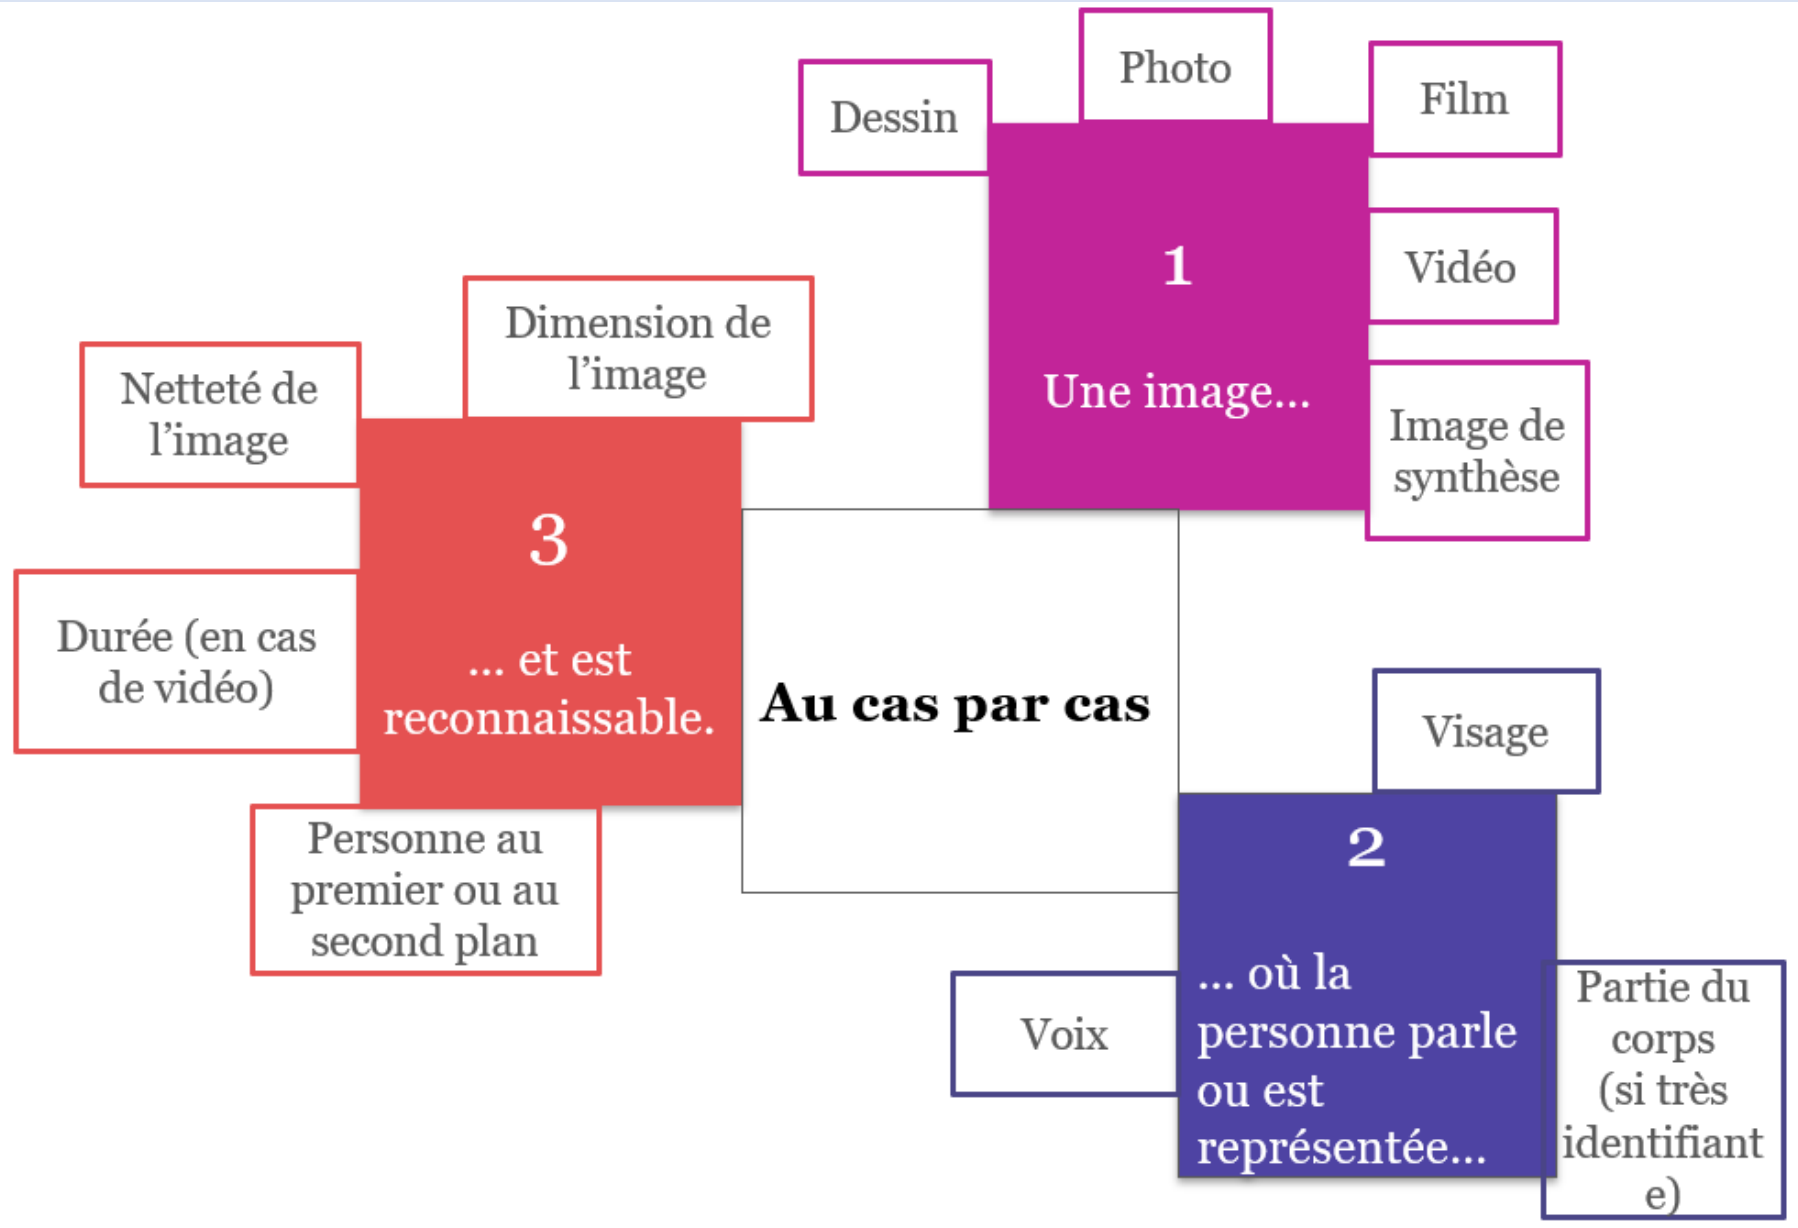 Photo
Film
Dessin
1
Vidéo
Une image...
Image de
synthèse
Dimension de
l’image
Netteté de
l’image
3
Durée (en cas
de vidéo)
... et est
reconnaissable.
Personne au
premier ou au
second plan
Au cas par cas
Visage
2
... où la
personne parle
ou est
représentée...
Voix
Partie du
corps
(si très
identifiant
e)